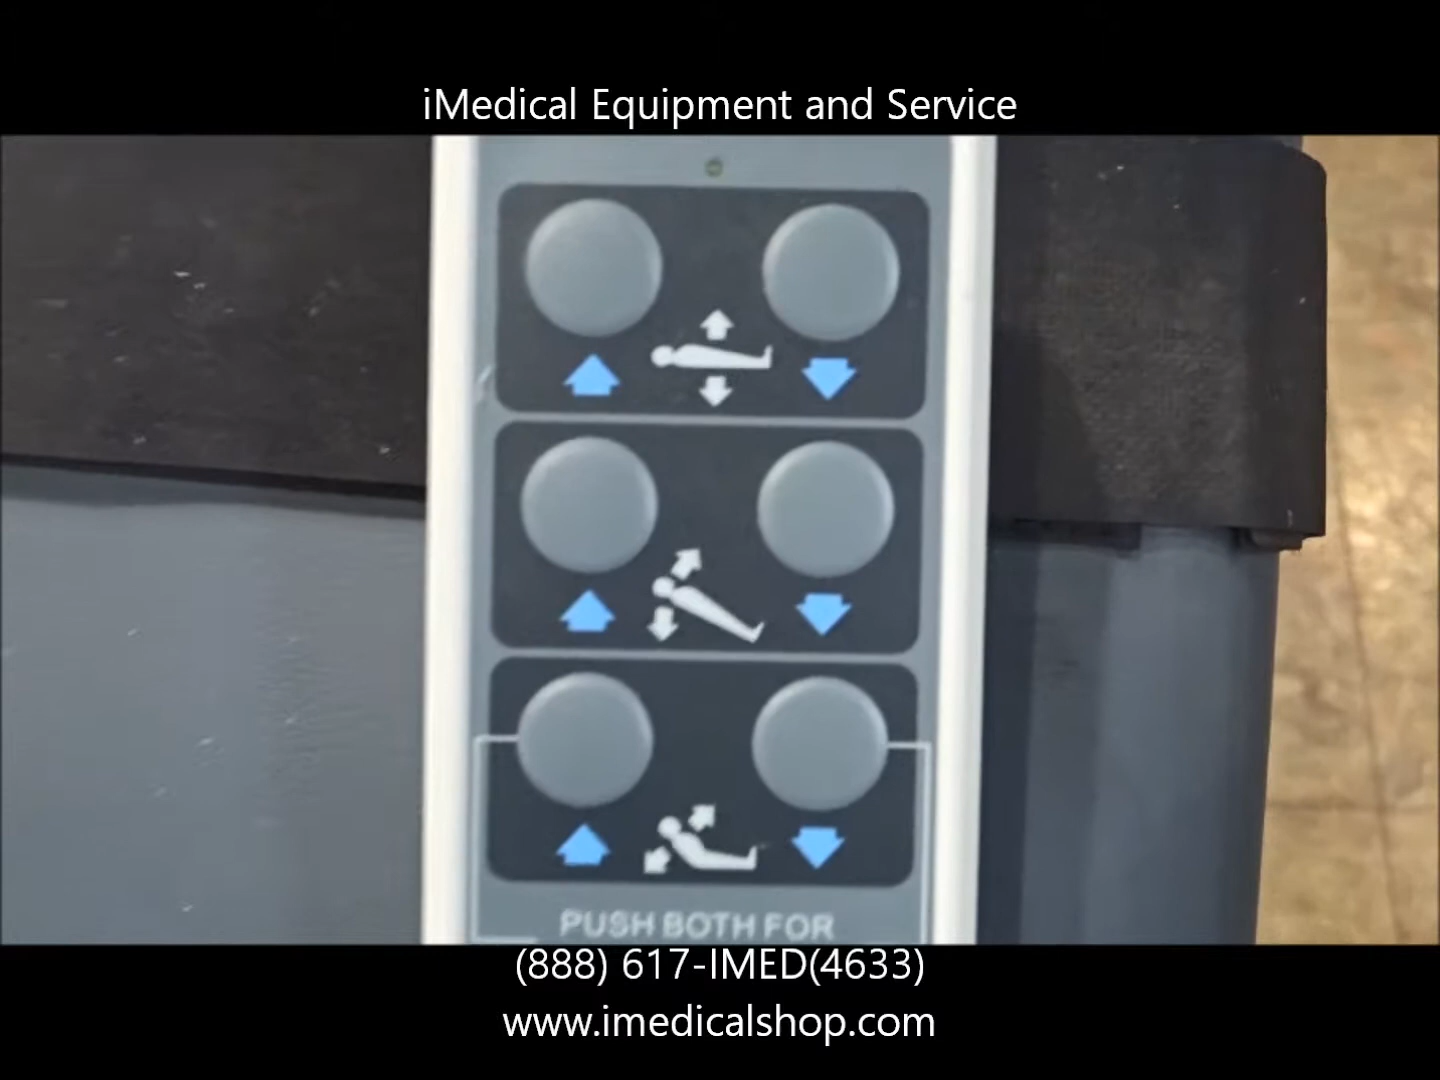 iMedical Equipment and Service
PUSH BOTH FOR
(888) 617-IMED(4633)
www.imedicalshop.com